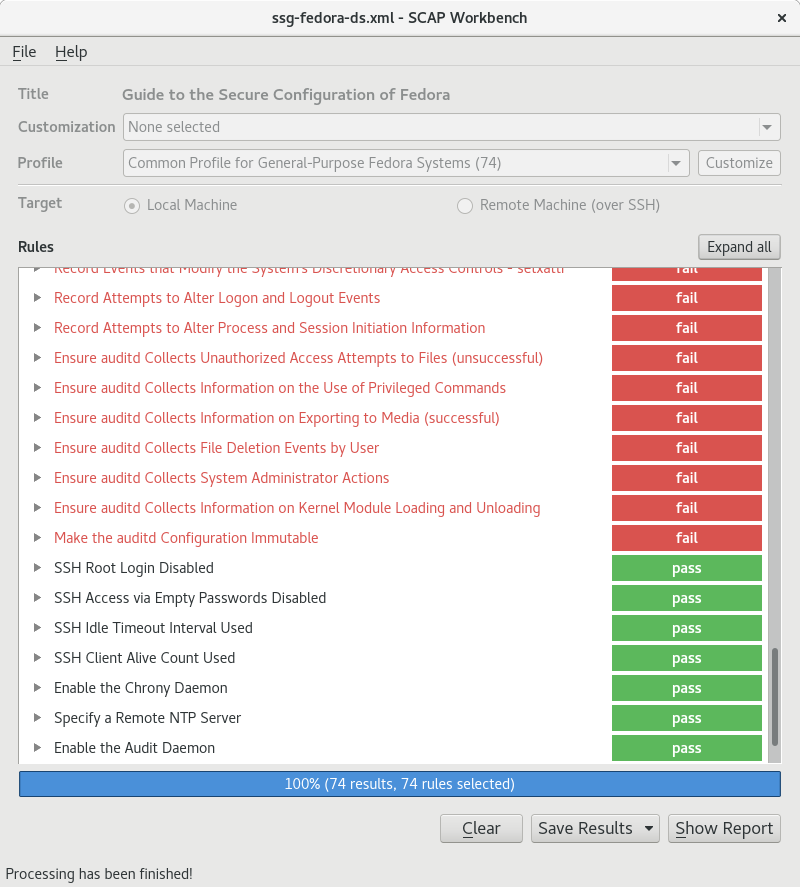 ssg-fedora-ds.xml - SCAP Workbench
File Help
Title Guide to the Secure Configuration of Fedora
Customization None selected
Profile Common Profile for General-Purpose Fedora Systems (74) Customize
Target Local Machine Remote Machine (over SSH)
Rules Expand all
Record Events that Modify the System's Discretionary Access Controls - setxattr fail
Record Attempts to Alter Logon and Logout Events fail
Record Attempts to Alter Process and Session Initiation Information fail
Ensure auditd Collects Unauthorized Access Attempts to Files (unsuccessful) fail
Ensure auditd Collects Information on the Use of Privileged Commands fail
Ensure auditd Collects Information on Exporting to Media (successful) fail
Ensure auditd Collects File Deletion Events by User fail
Ensure auditd Collects System Administrator Actions fail
Ensure auditd Collects Information on Kernel Module Loading and Unloading fail
Make the auditd Configuration Immutable fail
SSH Root Login Disabled pass
SSH Access via Empty Passwords Disabled pass
SSH Idle Timeout Interval Used pass
SSH Client Alive Count Used pass
Enable the Chrony Daemon pass
Specify a Remote NTP Server pass
Enable the Audit Daemon pass
100% (74 results, 74 rules selected)
Clear Save Results Show Report
Processing has been finished!